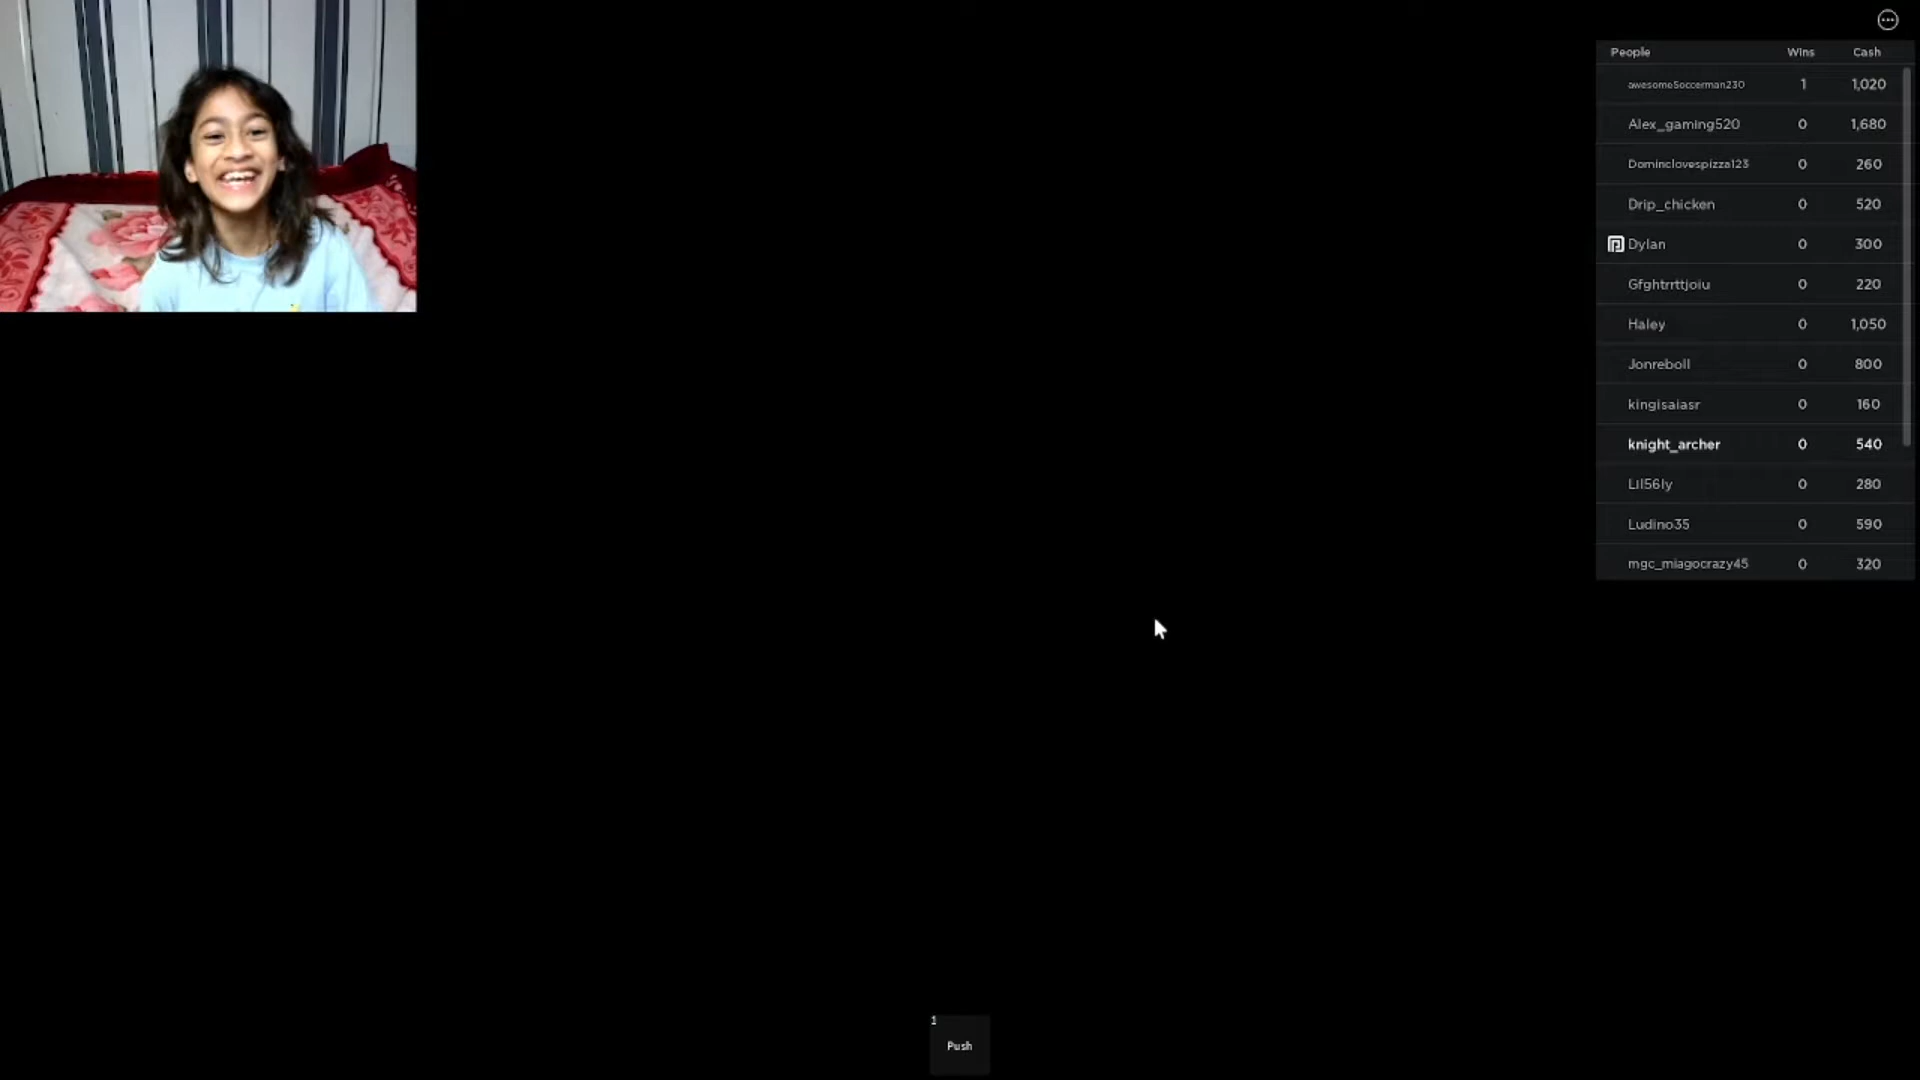 People Wins Cash
awesomeSoccerman230 1 1,020
Alex_gaming520 0 1,680
Dominclovespizza123 0 260
Drip_chicken 0 520
Dylan 0 300
Gfghtrrttjoiu 0 220
Haley 0 1,050
Jonreboll 0 800
kingisaiasr 0 160
knight_archer 0 540
Lil56ly 0 280
Ludino35 0 590
mgc_miagocrazy45 0 320
1
Push